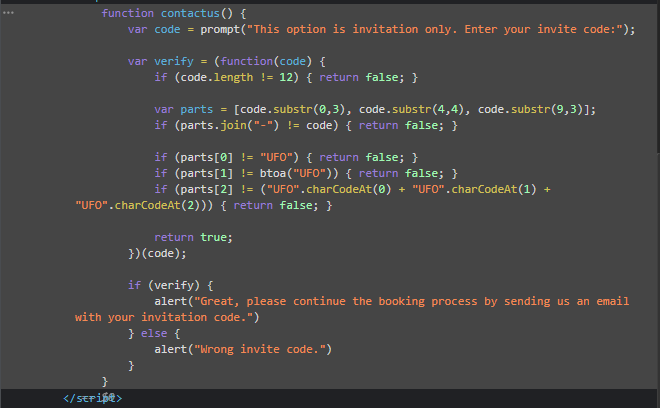 function contactus() {
var code = prompt("This option is invitation only. Enter your invite code:");
var verify = (function(code) {
if (code.length != 12) { return false; }
var parts = [code.substr(0,3), code.substr(4,4), code.substr(9,3)];
if (parts.join("-") != code) { return false; }
if (parts[0] != "UFO") { return false; }
if (parts[1] != btoa("UFO")) { return false; }
if (parts[2] != ("UFO".charCodeAt(0) + "UFO".charCodeAt(1) +
"UFO".charCodeAt(2))) { return false; }
return true;
})(code);
if (verify) {
alert("Great, please continue the booking process by sending us an email
with your invitation code.")
} else {
alert("Wrong invite code.")
}
}
</script>